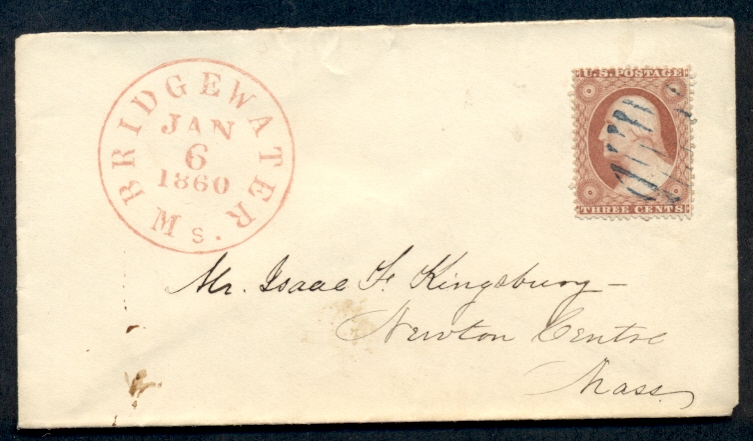 BRIDGEWATER Ms.
JAN
6
1860
U.S. POSTAGE
THREE CENTS
Mr. Isaac F. Kingsbury
Newton Centre
Mass